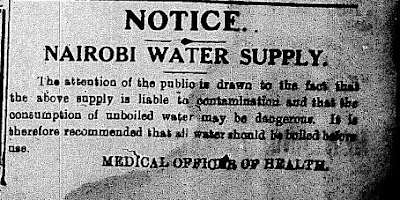 NOTICE.
NAIROBI WATER SUPPLY.
The attention of the public is drawn to the fact that
the above supply is liable to contamination and that the
consumption of unboiled water may be dangerous. It is
therefore recommended that all water should be boiled before
use.
MEDICAL OFFICER OF HEALTH.